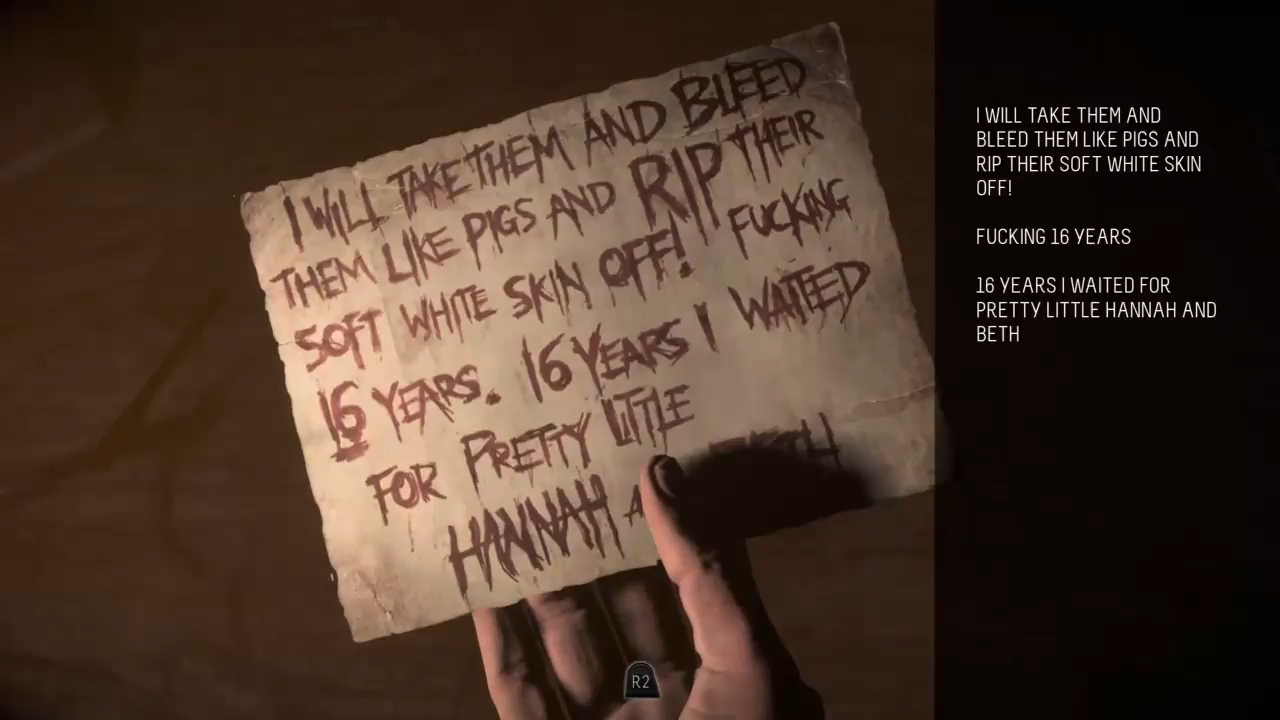 I WILL TAKE THEM AND BLEED
THEM LIKE PIGS AND RIP THEIR
SOFT WHITE SKIN OFF! FUCKING
16 YEARS. 16 YEARS I WAITED
FOR PRETTY LITTLE
HANNAH
I WILL TAKE THEM AND
BLEED THEM LIKE PIGS AND
RIP THEIR SOFT WHITE SKIN
OFF!
FUCKING 16 YEARS
16 YEARS I WAITED FOR
PRETTY LITTLE HANNAH AND
BETH
R2